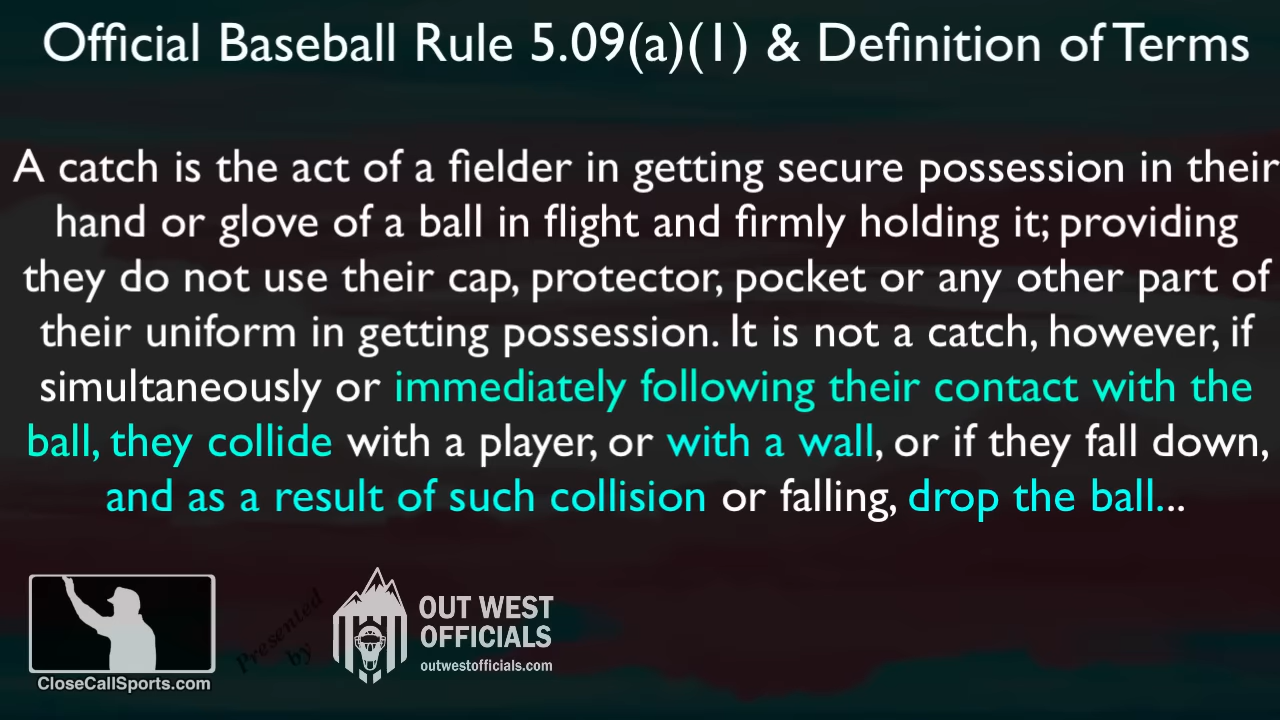 Official Baseball Rule 5.09(a)(1) & Definition of Terms
A catch is the act of a fielder in getting secure possession in their
hand or glove of a ball in flight and firmly holding it; providing
they do not use their cap, protector, pocket or any other part of
their uniform in getting possession. It is not a catch, however, if
simultaneously or immediately following their contact with the
ball, they collide with a player, or with a wall, or if they fall down,
and as a result of such collision or falling, drop the ball...
CloseCallSports.com
Presented
by
OUT WEST
OFFICIALS
outwestofficials.com